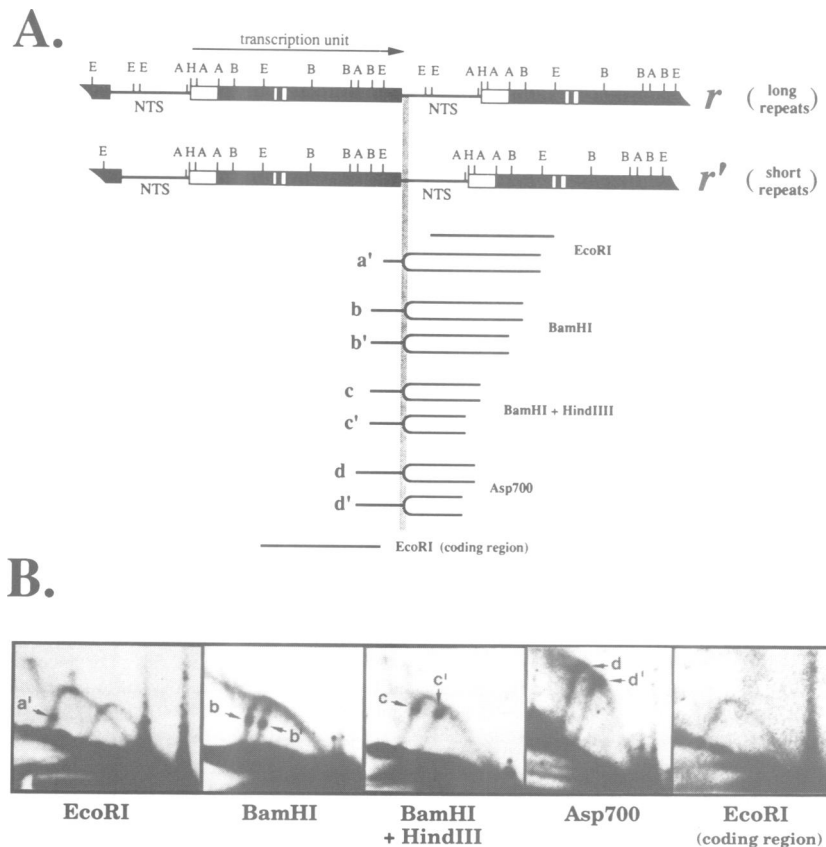 A.
transcription unit
E E E A H A A B E B B A B E E E A H A A B E B B A B E
NTS NTS
r ( long repeats )
E A H A A B E B B A B E A H A A B E B B A B E
NTS NTS
r' ( short repeats )
EcoRI
a'
b
BamHI
b'
c
BamHI + HindIIII
c'
d
Asp700
d'
EcoRI (coding region)
B.
a'
b
b'
c
c'
d
d'
EcoRI
BamHI
BamHI
+ HindIII
Asp700
EcoRI
(coding region)